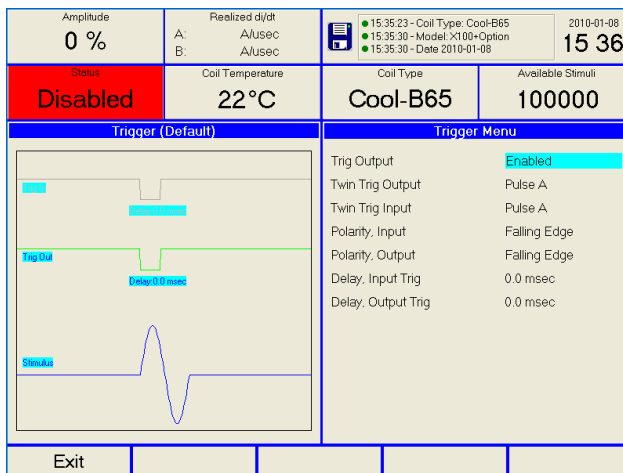 Amplitude
0 %
Realized di/dt
A: A/usec
B: A/usec
15:35:23 - Coil Type: Cool-B65
15:35:30 - Model: X100+Option
15:35:30 - Date 2010-01-08
2010-01-08
15 36
Status
Disabled
Coil Temperature
22°C
Coil Type
Cool-B65
Available Stimuli
100000
Trigger (Default)
Trig Out
Delay:0.0 msec
Stimulus
Trigger Menu
Trig Output Enabled
Twin Trig Output Pulse A
Twin Trig Input Pulse A
Polarity, Input Falling Edge
Polarity, Output Falling Edge
Delay, Input Trig 0.0 msec
Delay, Output Trig 0.0 msec
Exit